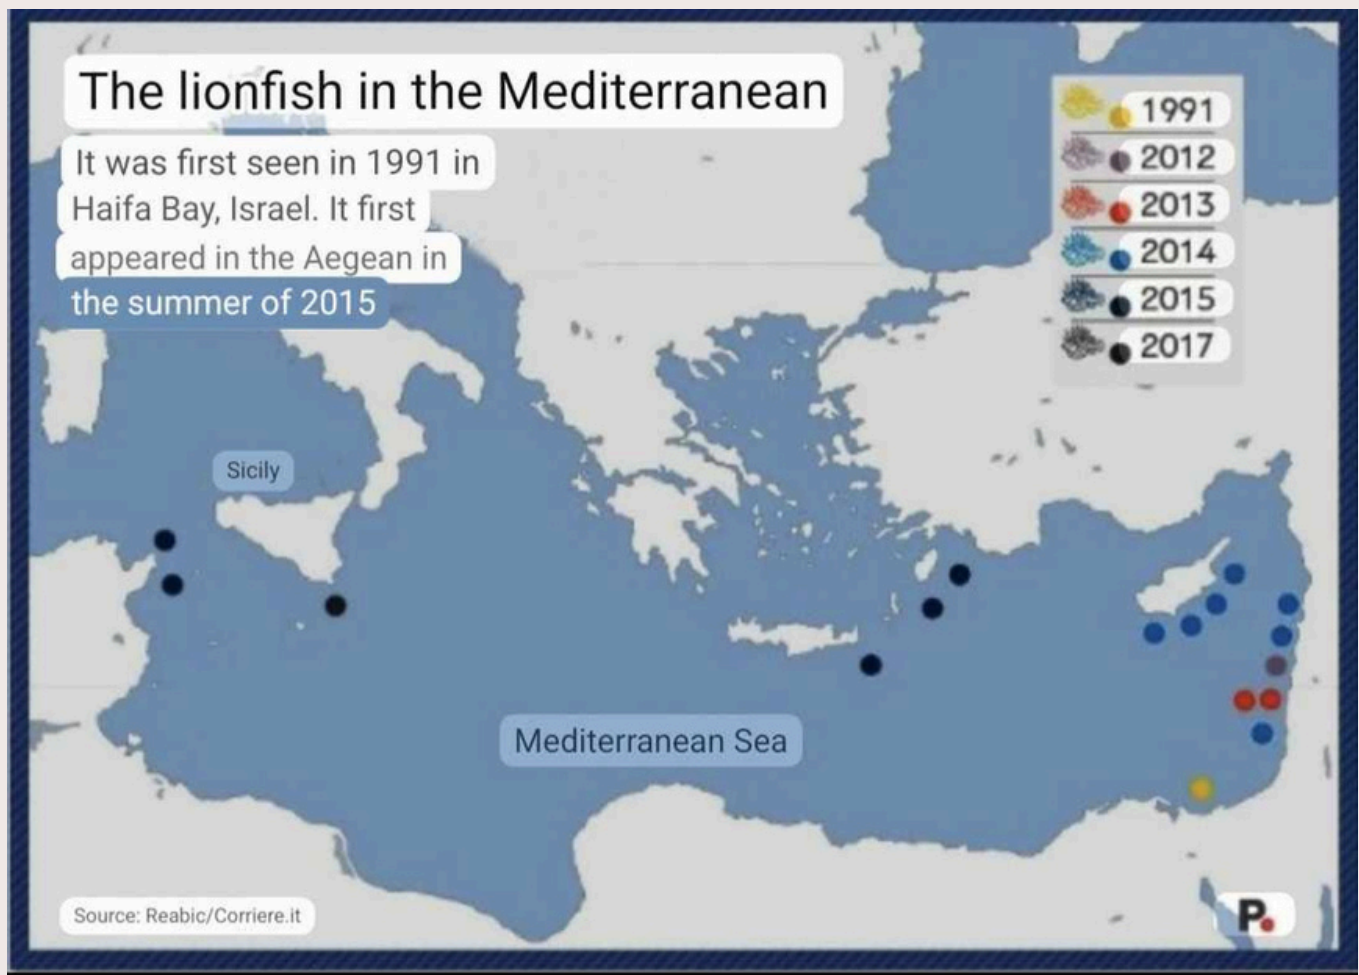 The lionfish in the Mediterranean
It was first seen in 1991 in
Haifa Bay, Israel. It first
appeared in the Aegean in
the summer of 2015
1991
2012
2013
2014
2015
2017
Sicily
Mediterranean Sea
Source: Reabic/Corriere.it
P.